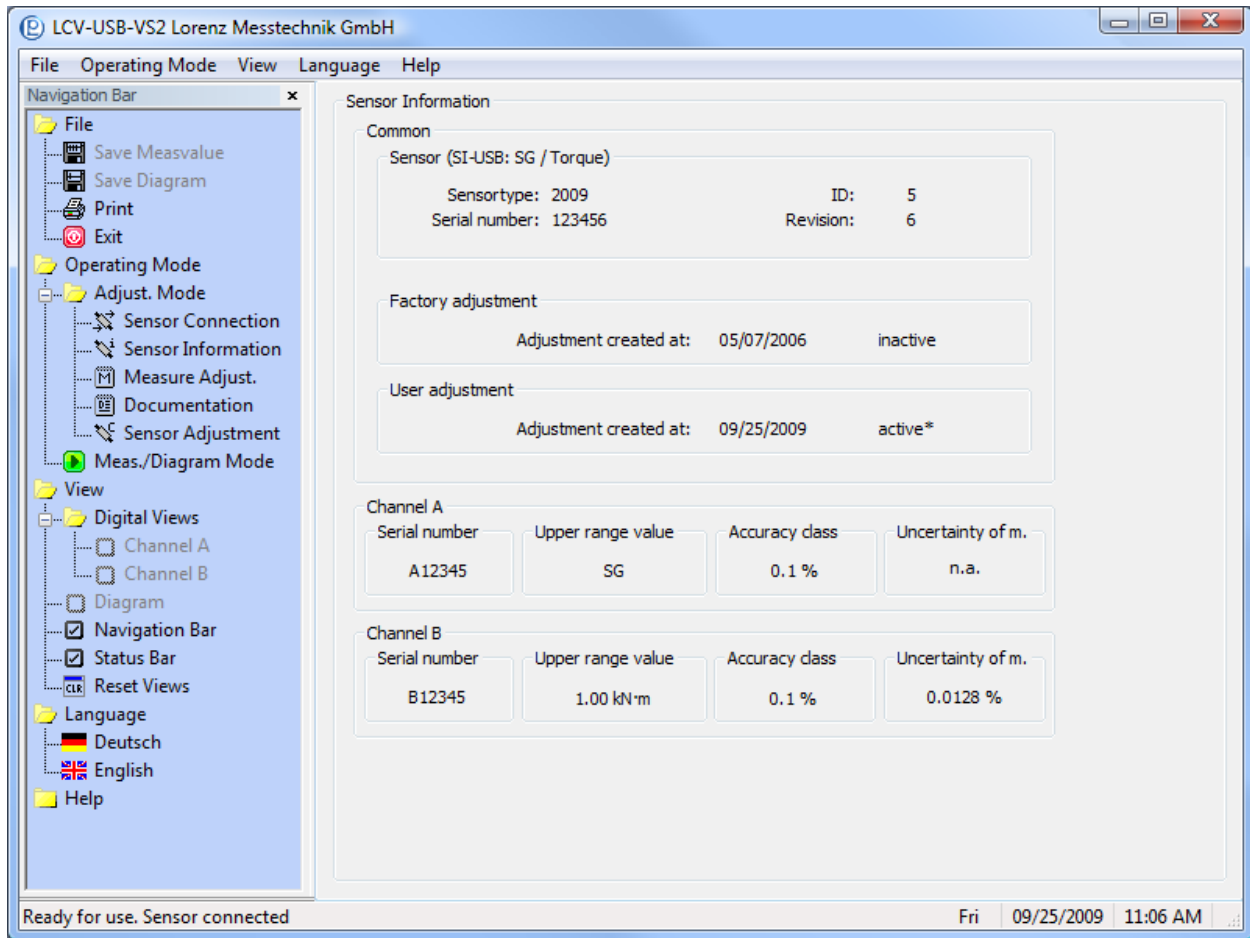 LCV-USB-VS2 Lorenz Messtechnik GmbH
File Operating Mode View Language Help
Navigation Bar
File
Save Measvalue
Save Diagram
Print
Exit
Operating Mode
Adjust. Mode
Sensor Connection
Sensor Information
Measure Adjust.
Documentation
Sensor Adjustment
Meas./Diagram Mode
View
Digital Views
Channel A
Channel B
Diagram
Navigation Bar
Status Bar
CLR Reset Views
Language
Deutsch
English
Help
Sensor Information
Common
Sensor (SI-USB: SG / Torque)
Sensortype: 2009 ID: 5
Serial number: 123456 Revision: 6
Factory adjustment
Adjustment created at: 05/07/2006 inactive
User adjustment
Adjustment created at: 09/25/2009 active*
Channel A
Serial number Upper range value Accuracy class Uncertainty of m.
A12345 SG 0.1 % n.a.
Channel B
Serial number Upper range value Accuracy class Uncertainty of m.
B12345 1.00 kN·m 0.1 % 0.0128 %
Ready for use. Sensor connected Fri 09/25/2009 11:06 AM